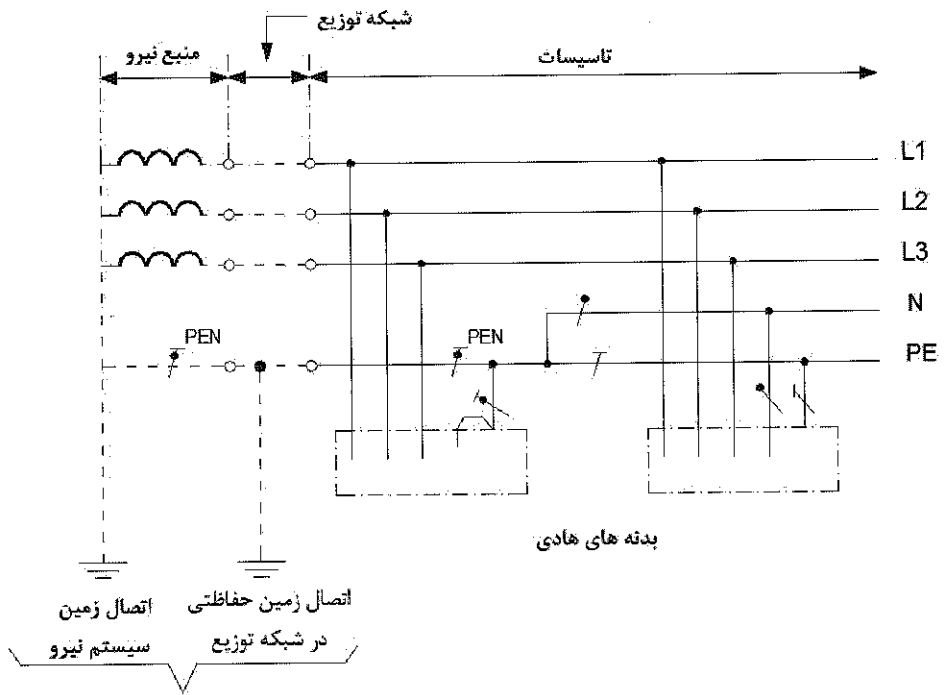 شبکه توزیع
منبع نیرو
تاسیسات
L1
L2
L3
N
PEN
PEN
PE
بدنه های هادی
اتصال زمین حفاظتی
در شبکه توزیع
اتصال زمین
سیستم نیرو